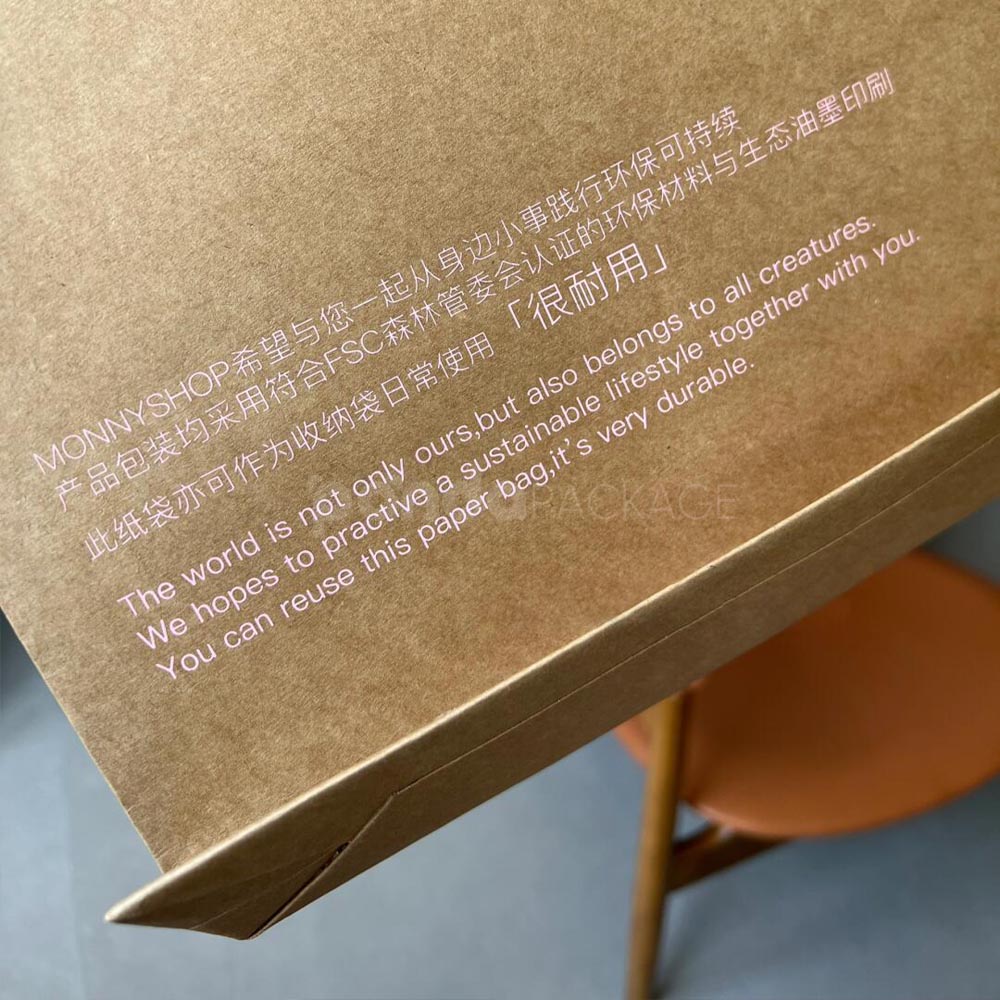 MONNYSHOP希望与您一起从身边小事践行环保可持续
产品包装均采用符合FSC森林管委会认证的环保材料与生态油墨印刷
此纸袋亦可作为收纳袋日常使用「很耐用」
The world is not only ours,but also belongs to all creatures.
We hopes to practive a sustainable lifestyle together with you.
You can reuse this paper bag,it's very durable.
PACKAGE